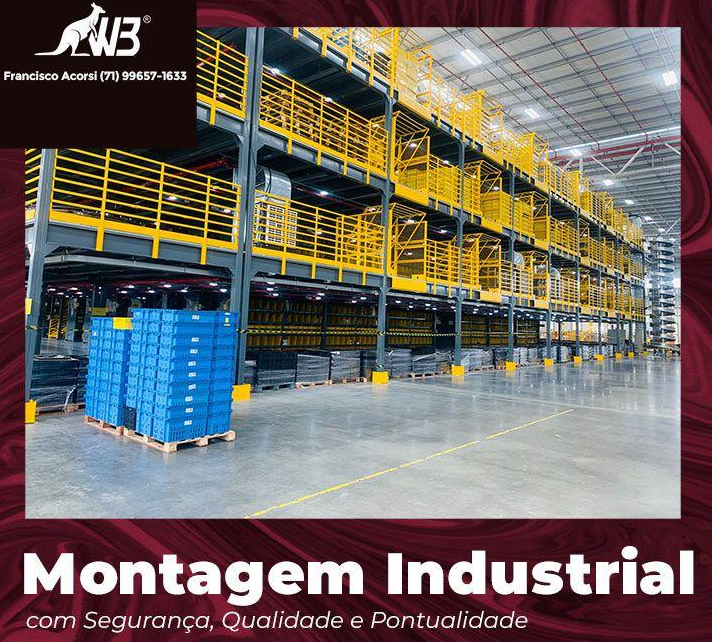 W3®
Francisco Acorsi (71) 99657-1633
Montagem Industrial
com Segurança, Qualidade e Pontualidade